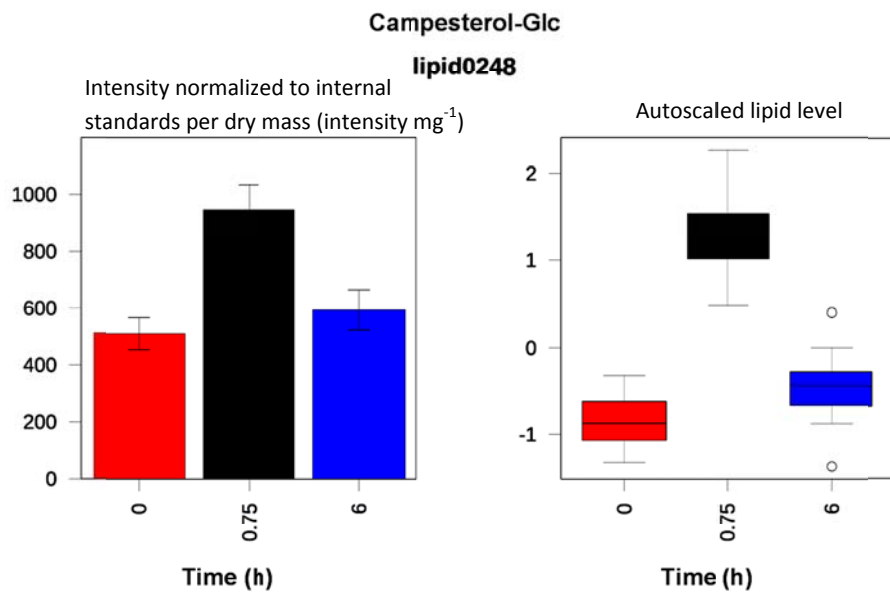 Campesterol-Glc
lipid0248
Intensity normalized to internal
standards per dry mass (intensity mg⁻¹)
1000
800
600
400
200
0
0
0.75
6
Time (h)
Autoscaled lipid level
2
1
0
-1
0
0.75
6
Time (h)